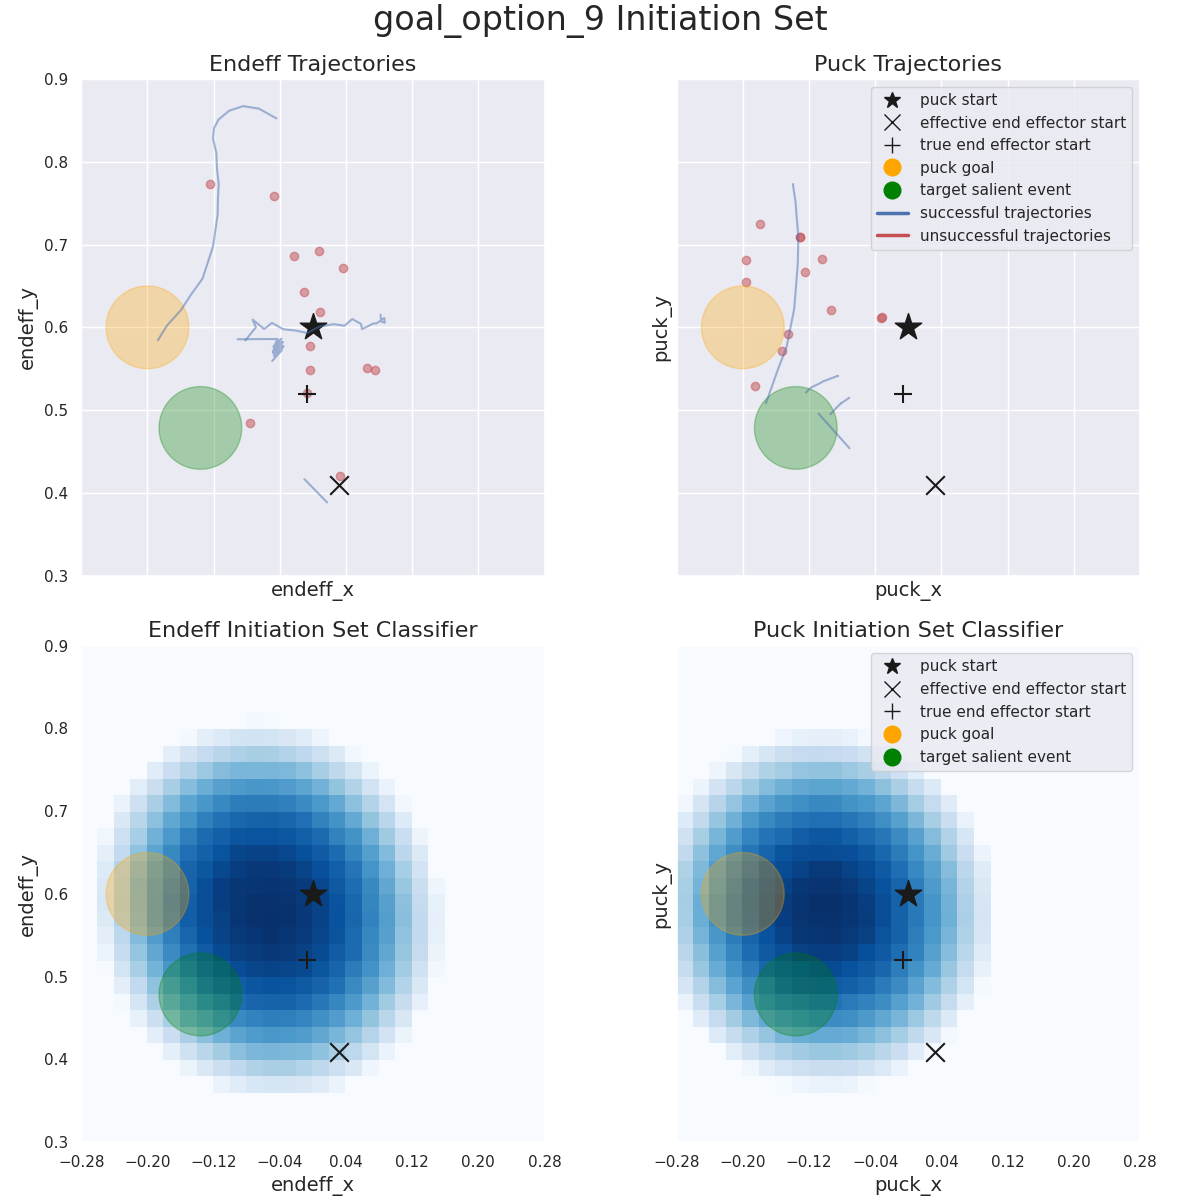 goal_option_9 Initiation Set
Endeff Trajectories
0.9
0.8
0.7
0.6
0.5
0.4
0.3
endeff_y
endeff_x
Puck Trajectories
puck start
effective end effector start
true end effector start
puck goal
target salient event
successful trajectories
unsuccessful trajectories
puck_y
puck_x
Endeff Initiation Set Classifier
0.9
0.8
0.7
0.6
0.5
0.4
0.3
endeff_y
−0.28 −0.20 −0.12 −0.04 0.04 0.12 0.20 0.28
endeff_x
Puck Initiation Set Classifier
puck start
effective end effector start
true end effector start
puck goal
target salient event
puck_y
−0.28 −0.20 −0.12 −0.04 0.04 0.12 0.20 0.28
puck_x